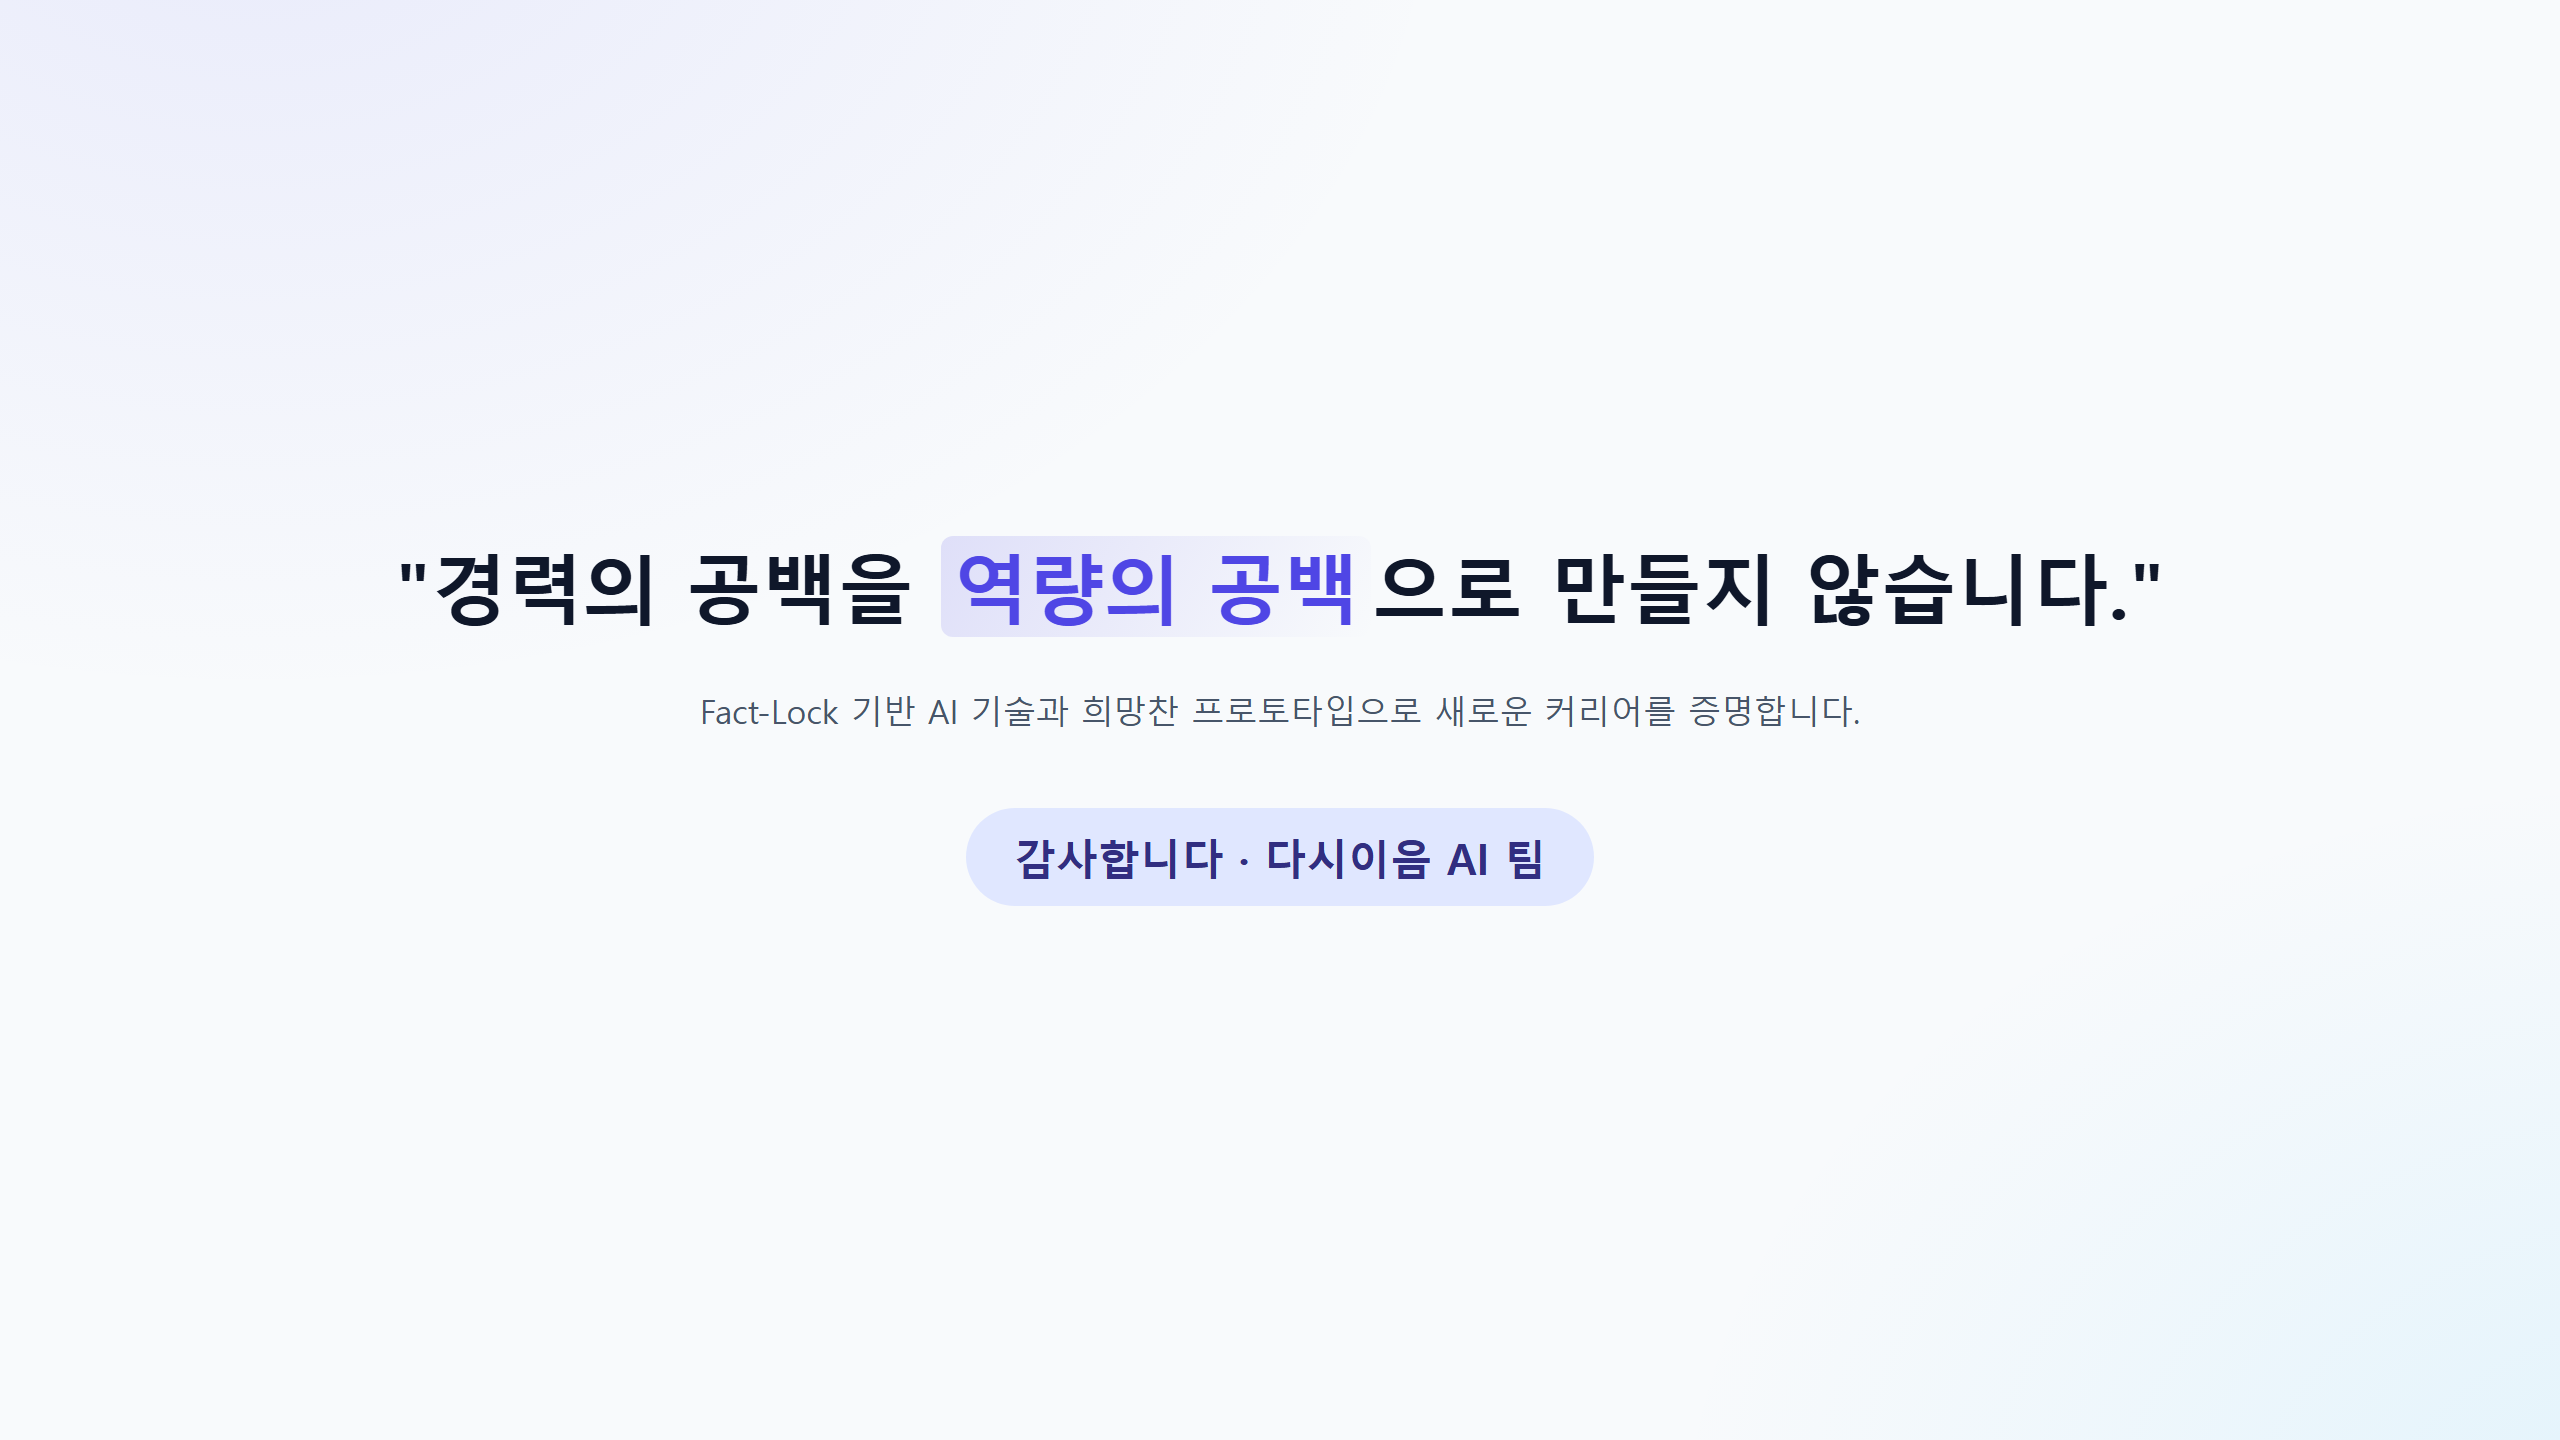 "경력의 공백을 역량의 공백으로 만들지 않습니다."
Fact-Lock 기반 AI 기술과 희망찬 프로토타입으로 새로운 커리어를 증명합니다.
감사합니다 · 다시이음 AI 팀